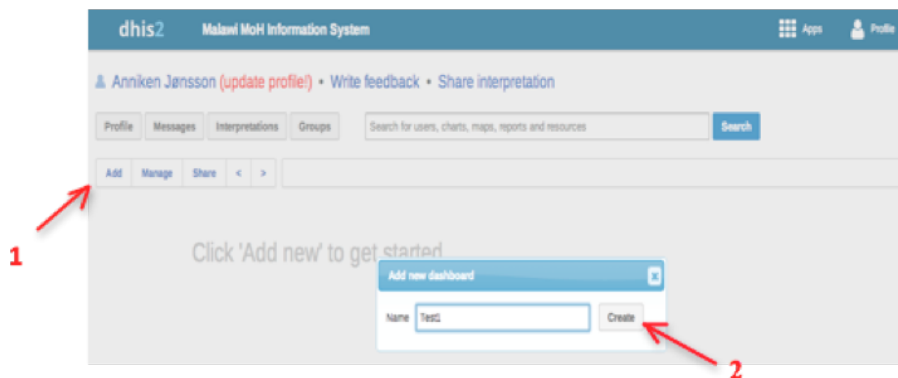 dhis2 Malawi MoH Information System Apps Profile
Anniken Jønsson (update profile!) • Write feedback • Share interpretation
Profile Messages Interpretations Groups Search for users, charts, maps, reports and resources Search
Add Manage Share < >
1
Click 'Add new' to get started
Add new dashboard x
Name Test1 Create
2